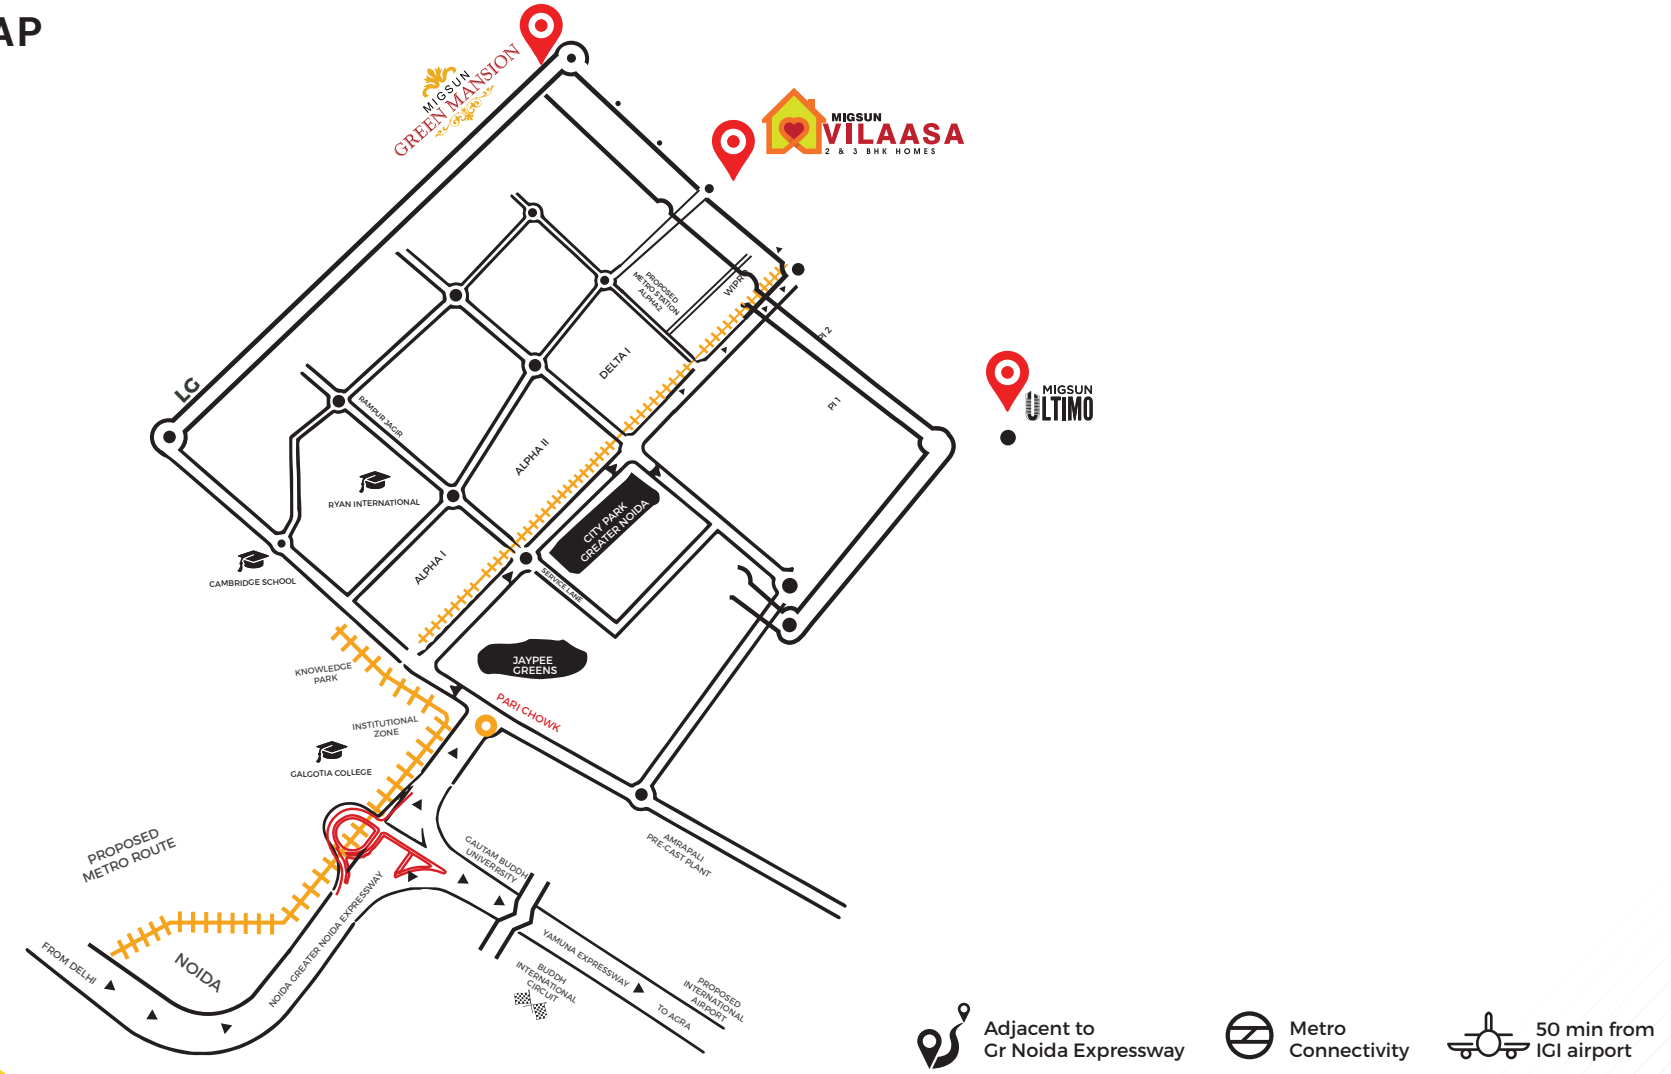 AP
MIGSUN
GREEN MANSION
MIGSUN
VILAASA
2 & 3 BHK HOMES
PROPOSED
METRO STATION
ALPHA2
WIPRO
PI 2
PI 1
MIGSUN
ULTIMO
LG
DELTA I
RAMPUR JAGIR
ALPHA II
RYAN INTERNATIONAL
CITY PARK
GREATER NOIDA
ALPHA I
SERVICE LANE
CAMBRIDGE SCHOOL
JAYPEE
GREENS
KNOWLEDGE
PARK
PARI CHOWK
INSTITUTIONAL
ZONE
GALGOTIA COLLEGE
PROPOSED
METRO ROUTE
GAUTAM BUDDH
UNIVERRSITY
AMRAPALI
PRE-CAST PLANT
NOIDA GREATER NOIDA EXPRESSWAY
FROM DELHI
NOIDA
YAMUNA EXPRESSWAY
BUDDH
INTERNATIONAL
CIRCUIT
TO AGRA
PROPOSED
INTERNATIONAL
AIRPORT
Adjacent to
Gr Noida Expressway
Metro
Connectivity
50 min from
IGI airport